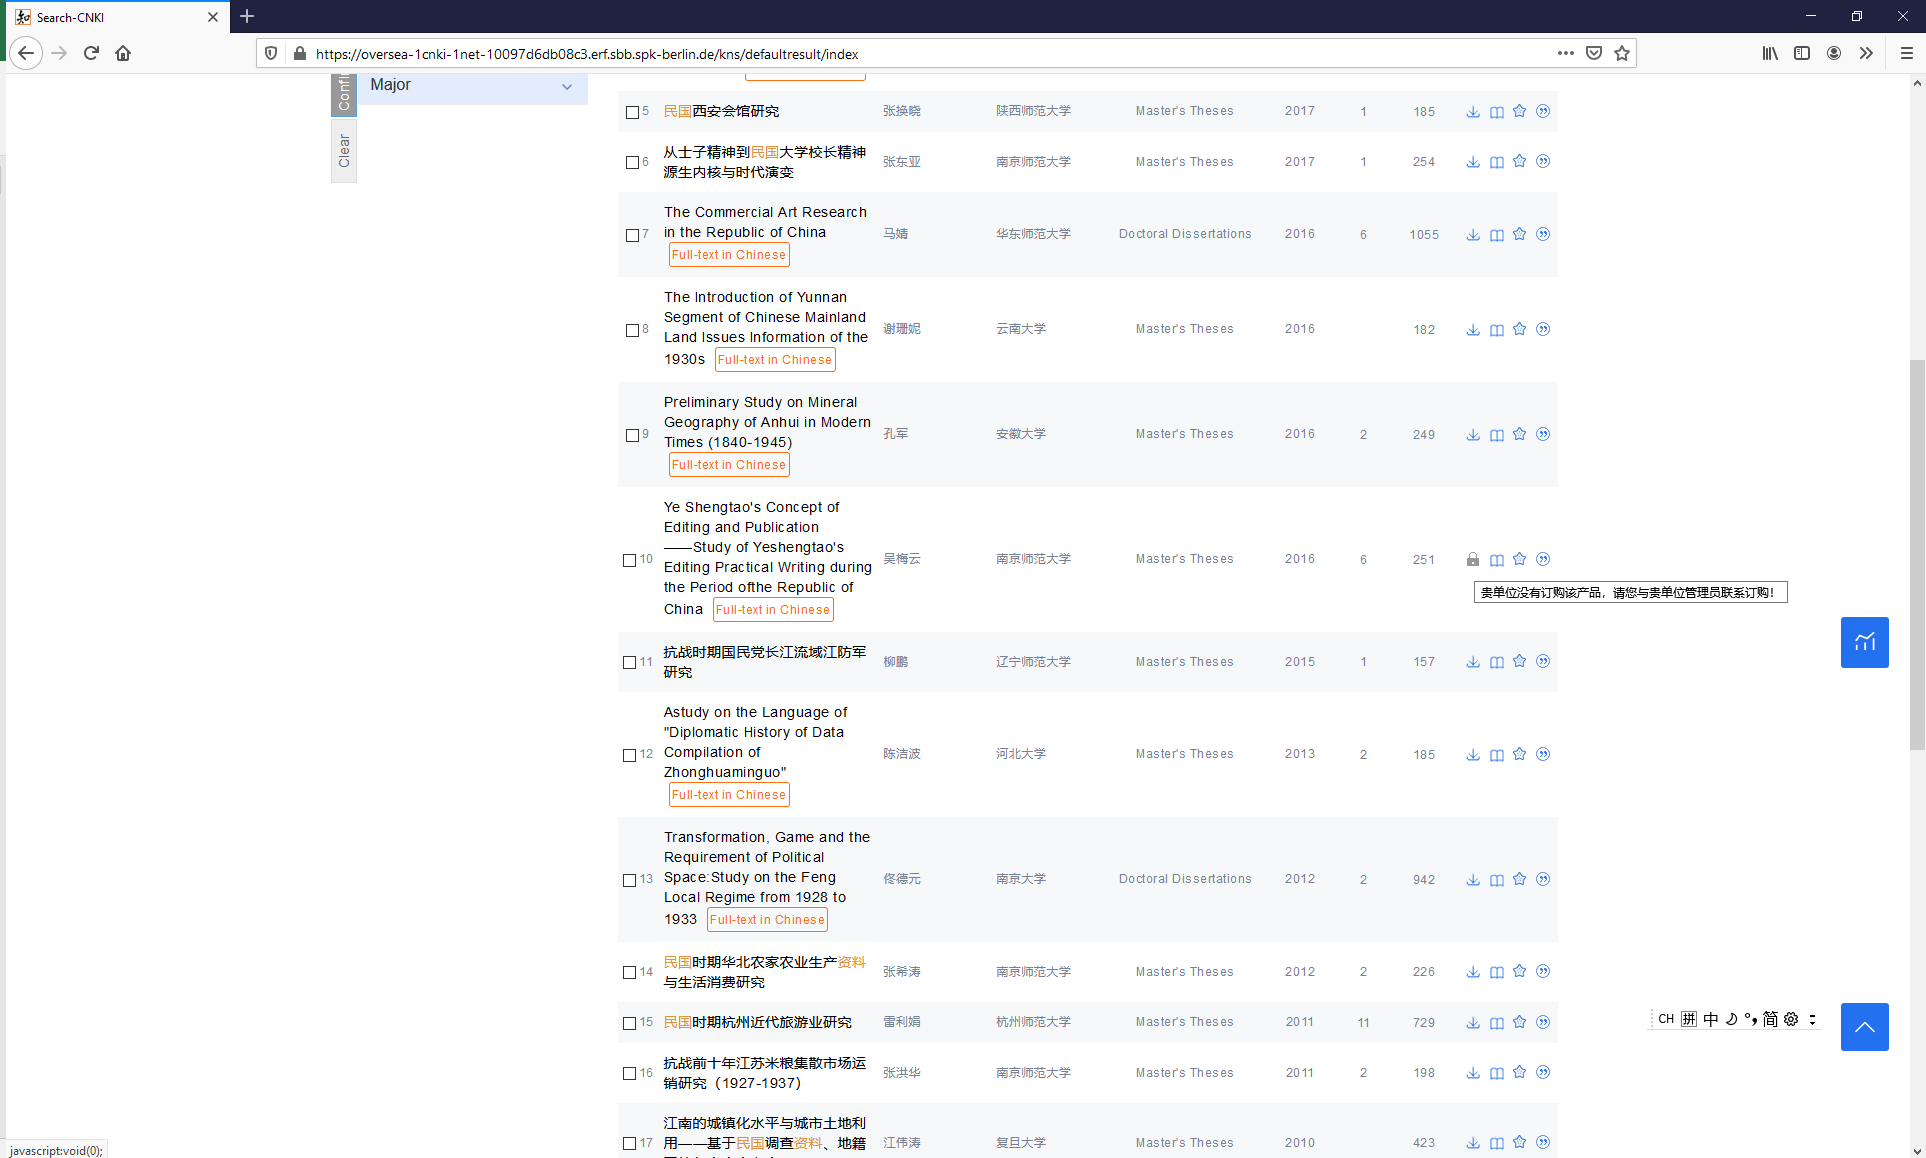 Search-CNKI
https://oversea-1cnki-1net-10097d6db08c3.erf.sbb.spk-berlin.de/kns/defaultresult/index
Major
Clear
5 民国西安会馆研究 张换晓 陕西师范大学 Master's Theses 2017 1 185
6 从士子精神到民国大学校长精神
源生内核与时代演变 张东亚 南京师范大学 Master's Theses 2017 1 254
The Commercial Art Research
in the Republic of China
7 马婧 华东师范大学 Doctoral Dissertations 2016 6 1055
Full-text in Chinese
The Introduction of Yunnan
Segment of Chinese Mainland
8 谢珊妮 云南大学 Master's Theses 2016 182
Land Issues Information of the
1930s Full-text in Chinese
Preliminary Study on Mineral
Geography of Anhui in Modern
9 孔军 安徽大学 Master's Theses 2016 2 249
Times (1840-1945)
Full-text in Chinese
Ye Shengtao's Concept of
Editing and Publication
——Study of Yeshengtao's
10 吴梅云 南京师范大学 Master's Theses 2016 6 251
Editing Practical Writing during
the Period ofthe Republic of
China Full-text in Chinese
贵单位没有订购该产品，请您与贵单位管理员联系订购！
11 抗战时期国民党长江流域江防军
研究 柳鹏 辽宁师范大学 Master's Theses 2015 1 157
Astudy on the Language of
"Diplomatic History of Data
12 Compilation of 陈洁波 河北大学 Master's Theses 2013 2 185
Zhonghuaminguo"
Full-text in Chinese
Transformation, Game and the
Requirement of Political
13 Space:Study on the Feng 佟德元 南京大学 Doctoral Dissertations 2012 2 942
Local Regime from 1928 to
1933 Full-text in Chinese
14 民国时期华北农家农业生产资料
与生活消费研究 张希涛 南京师范大学 Master's Theses 2012 2 226
15 民国时期杭州近代旅游业研究 雷利娟 杭州师范大学 Master's Theses 2011 11 729
CH 拼 中 简
16 抗战前十年江苏米粮集散市场运
销研究（1927-1937） 张洪华 南京师范大学 Master's Theses 2011 2 198
江南的城镇化水平与城市土地利
17 用——基于民国调查资料、地籍 江伟涛 复旦大学 Master's Theses 2010 423
javascript:void(0);